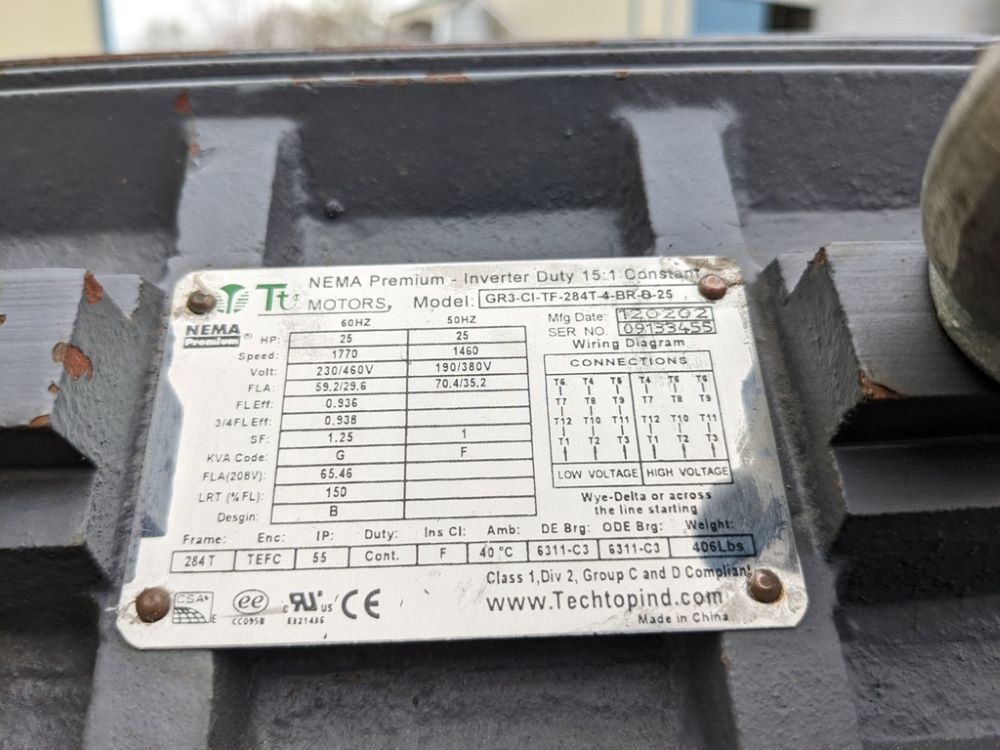 NEMA Premium - Inverter Duty 15:1 Constant
TtI MOTORS, Model: GR3-CI-TF-284T-4-BR-B-25
NEMA Premium ®
Mfg Date: 120202
SER NO. 09133455
60HZ 50HZ
HP: 25 25
Speed: 1770 1460
Volt: 230/460V 190/380V
FLA: 59.2/29.6 70.4/35.2
FL Eff: 0.936
3/4FL Eff: 0.938
SF: 1.25 1
KVA Code: G F
FLA(208V): 65.46
LRT (%FL): 150
Desgin: B
Wiring Diagram
CONNECTIONS
T6 T4 T5 T4 T5 T6
T7 T8 T9 T7 T8 T9
T12 T10 T11 T12 T10 T11
T1 T2 T3 T1 T2 T3
LOW VOLTAGE HIGH VOLTAGE
Wye-Delta or across
the line starting
Frame: Enc: IP: Duty: Ins Cl: Amb: DE Brg: ODE Brg: Weight:
284T TEFC 55 Cont. F 40 °C 6311-C3 6311-C3 406Lbs
Class 1,Div 2, Group C and D Compliant
CSA E
ee
CC095B
c RU us
E321436
CE
www.Techtopind.com
Made in China